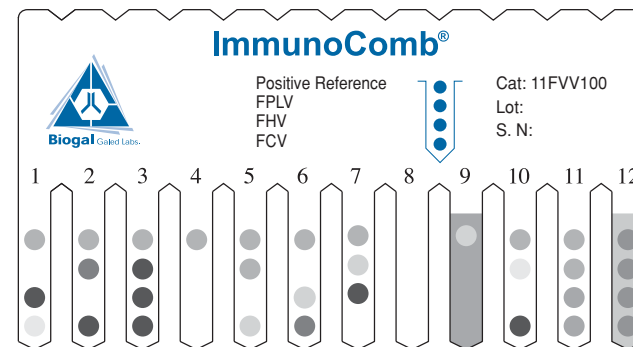 ImmunoComb®
Positive Reference
FPLV
FHV
FCV
Cat: 11FVV100
Lot:
S. N:
Biogal Galed Labs.
1 2 3 4 5 6 7 8 9 10 11 12